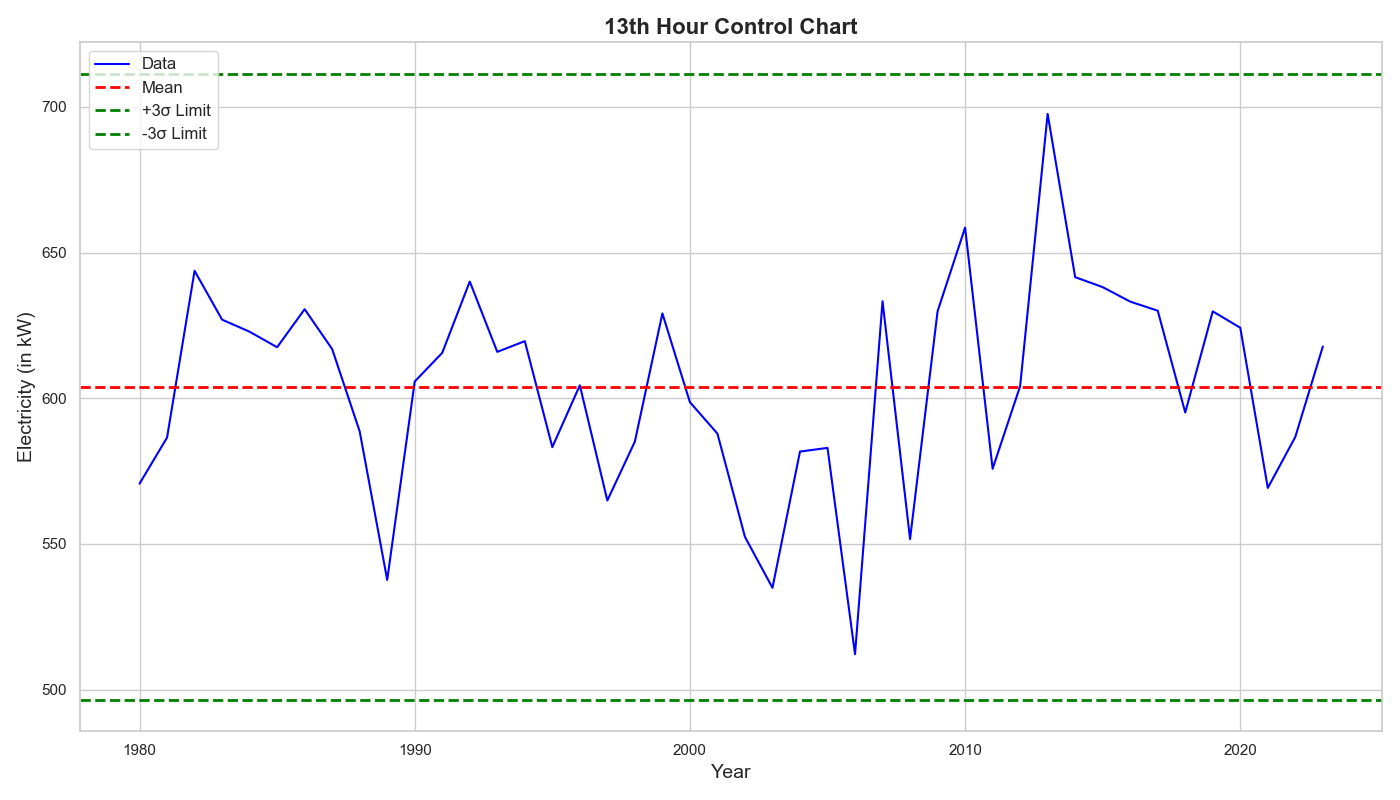 13th Hour Control Chart
Data
Mean
+3σ Limit
-3σ Limit
700
650
600
550
500
Electricity (in kW)
1980
1990
2000
2010
2020
Year